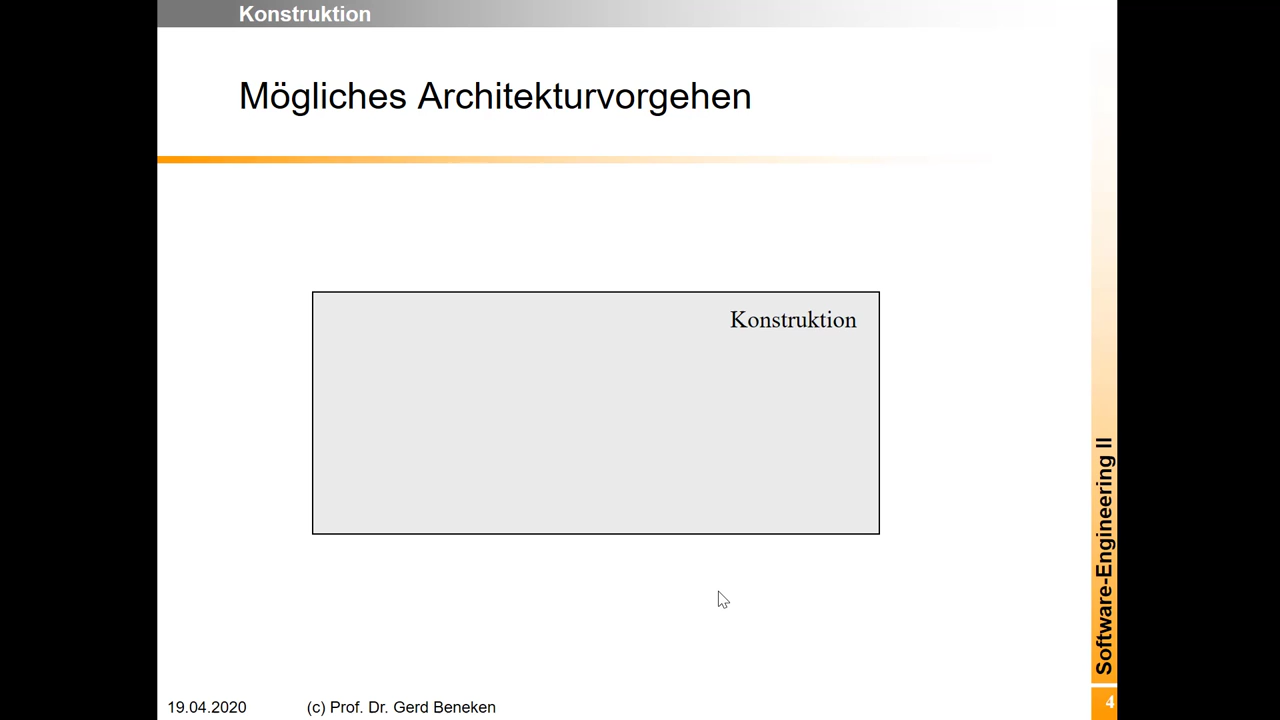 Konstruktion
Mögliches Architekturvorgehen
Konstruktion
Software-Engineering II
19.04.2020
(c) Prof. Dr. Gerd Beneken
4